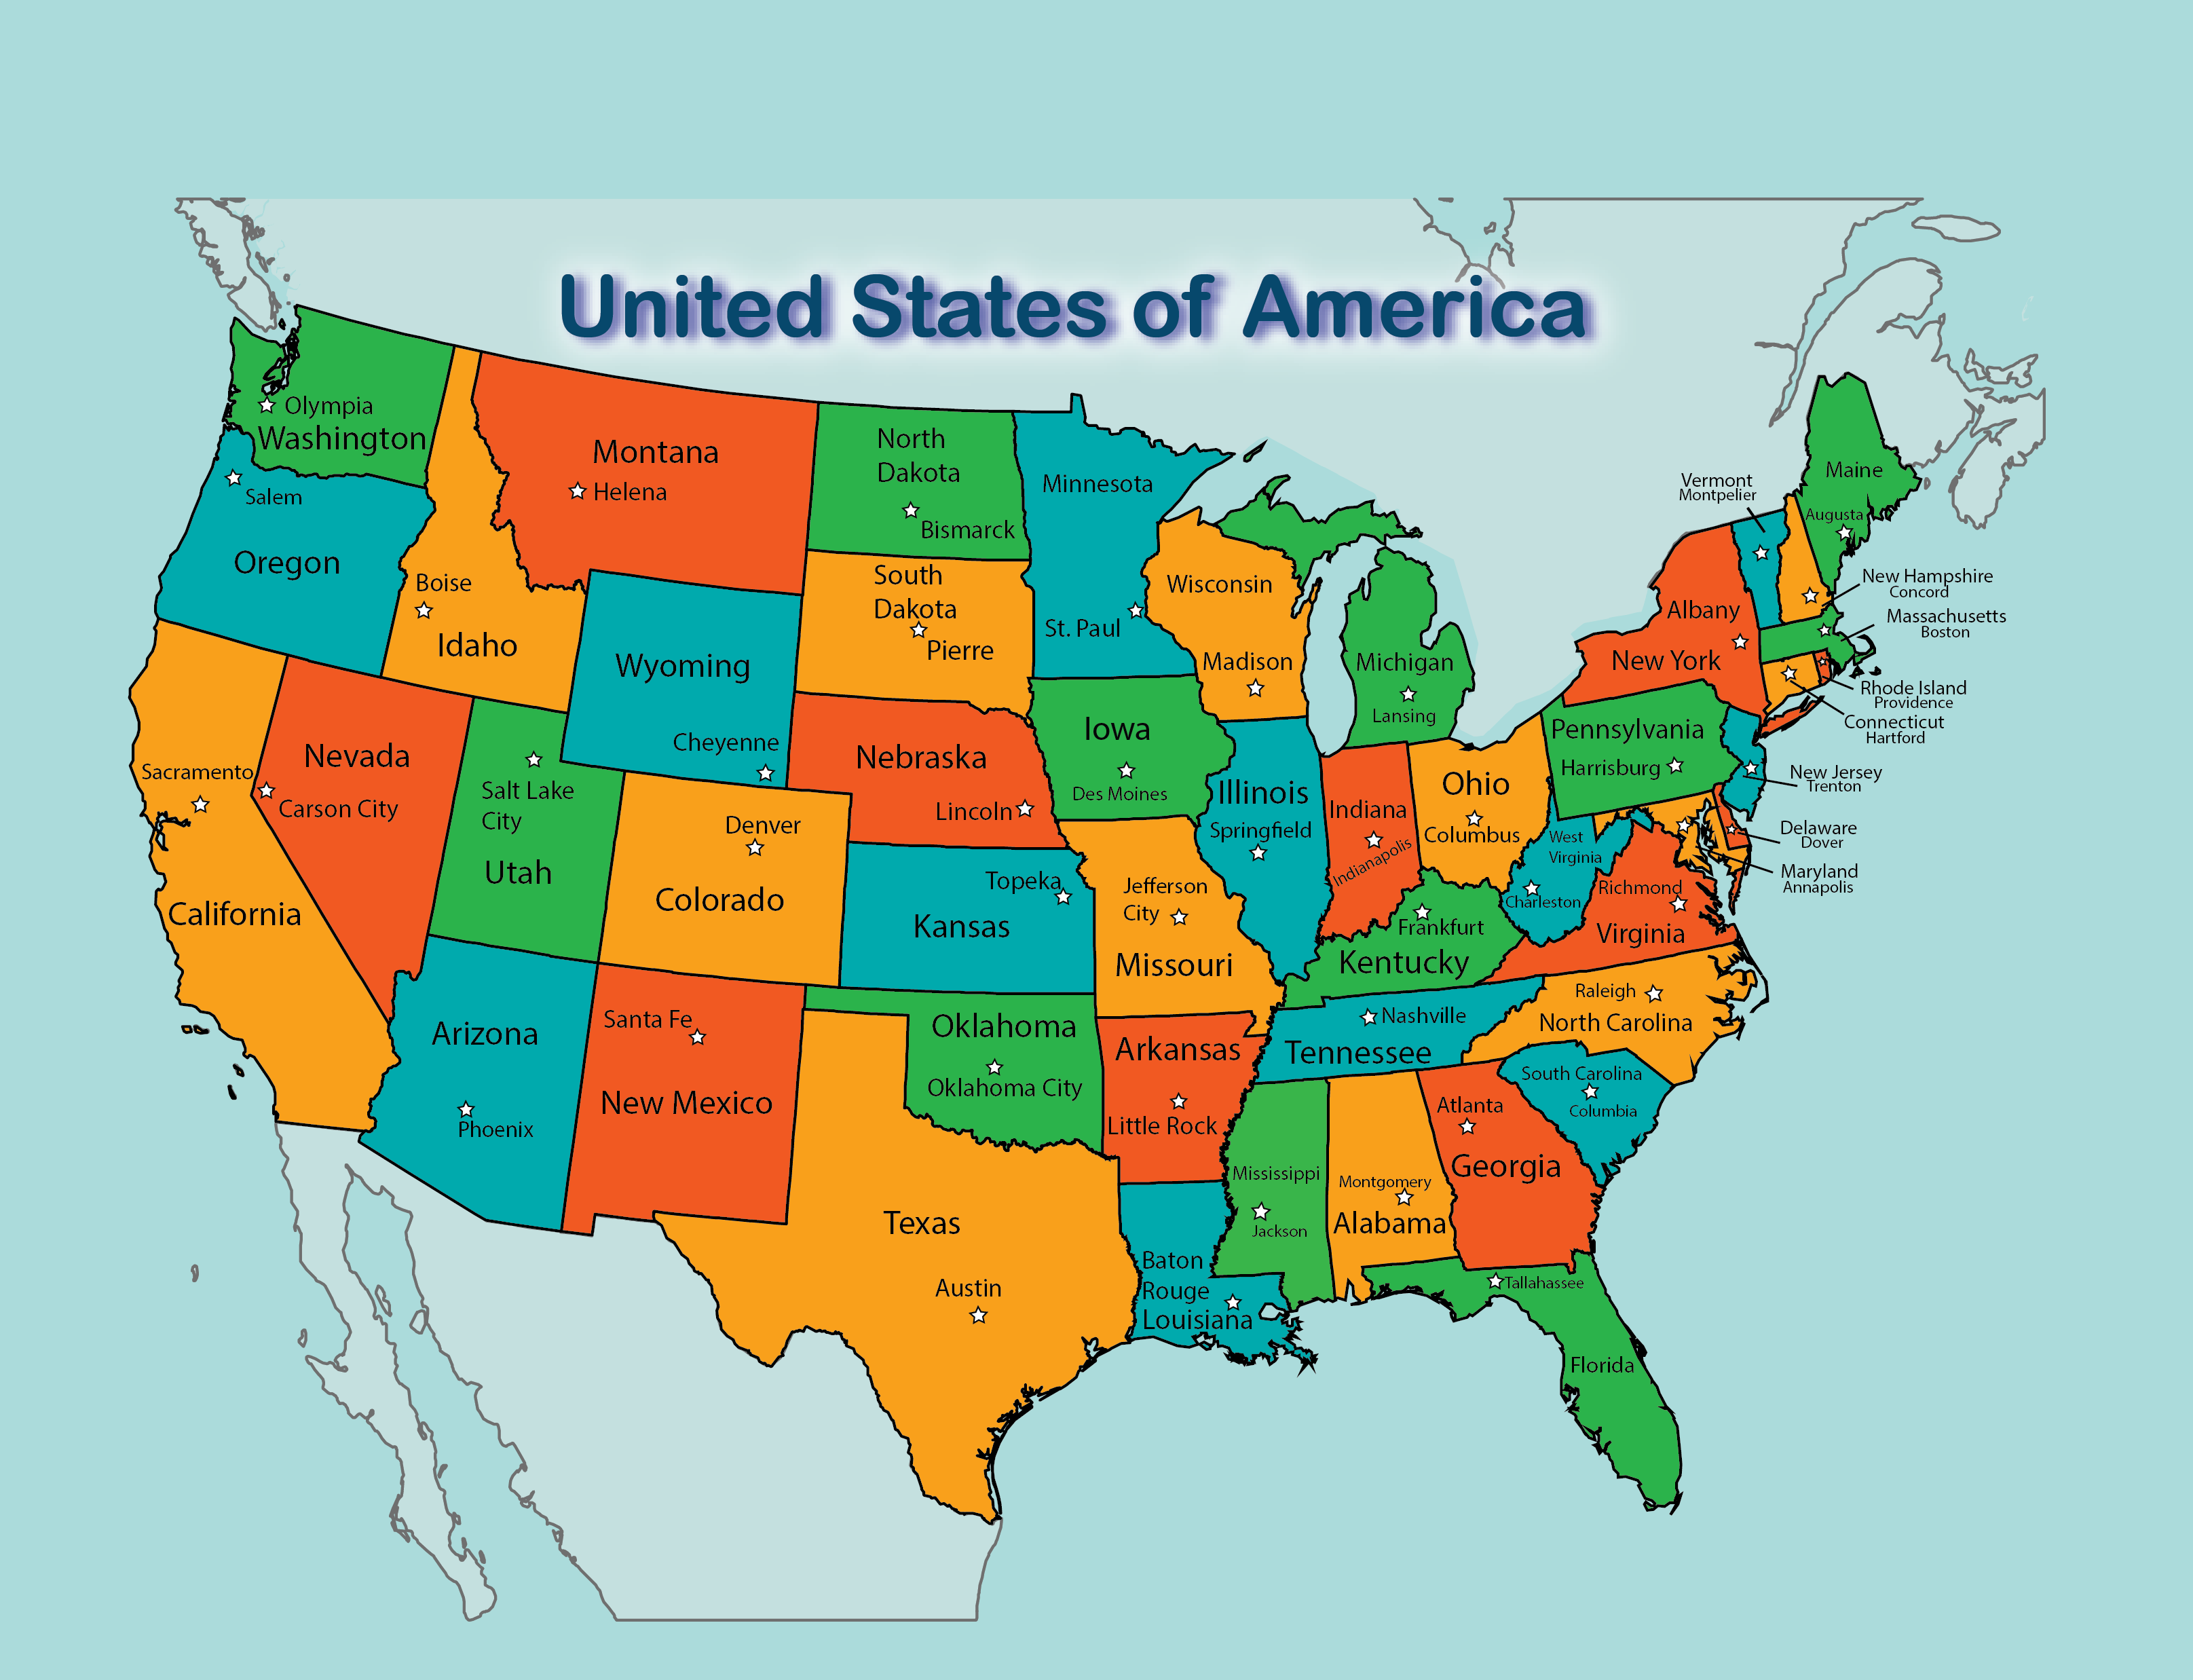 United States of America
Olympia
Washington
Salem
Oregon
Boise
Idaho
Montana
Helena
North
Dakota
Bismarck
South
Dakota
Pierre
Minnesota
St. Paul
Wisconsin
Madison
Michigan
Lansing
Wyoming
Cheyenne
Nebraska
Lincoln
Iowa
Des Moines
Sacramento
California
Nevada
Carson City
Salt Lake
City
Utah
Denver
Colorado
Topeka
Kansas
Jefferson
City
Missouri
Illinois
Springfield
Indiana
Indianapolis
Ohio
Columbus
West
Virginia
Charleston
Pennsylvania
Harrisburg
Albany
New York
Vermont
Montpelier
Maine
Augusta
New Hampshire
Concord
Massachusetts
Boston
Rhode Island
Providence
Connecticut
Hartford
New Jersey
Trenton
Delaware
Dover
Maryland
Annapolis
Richmond
Virginia
Frankfurt
Kentucky
Nashville
Tennessee
Raleigh
North Carolina
South Carolina
Columbia
Arizona
Phoenix
Santa Fe
New Mexico
Oklahoma
Oklahoma City
Texas
Austin
Arkansas
Little Rock
Baton
Rouge
Louisiana
Mississippi
Jackson
Montgomery
Alabama
Atlanta
Georgia
Tallahassee
Florida